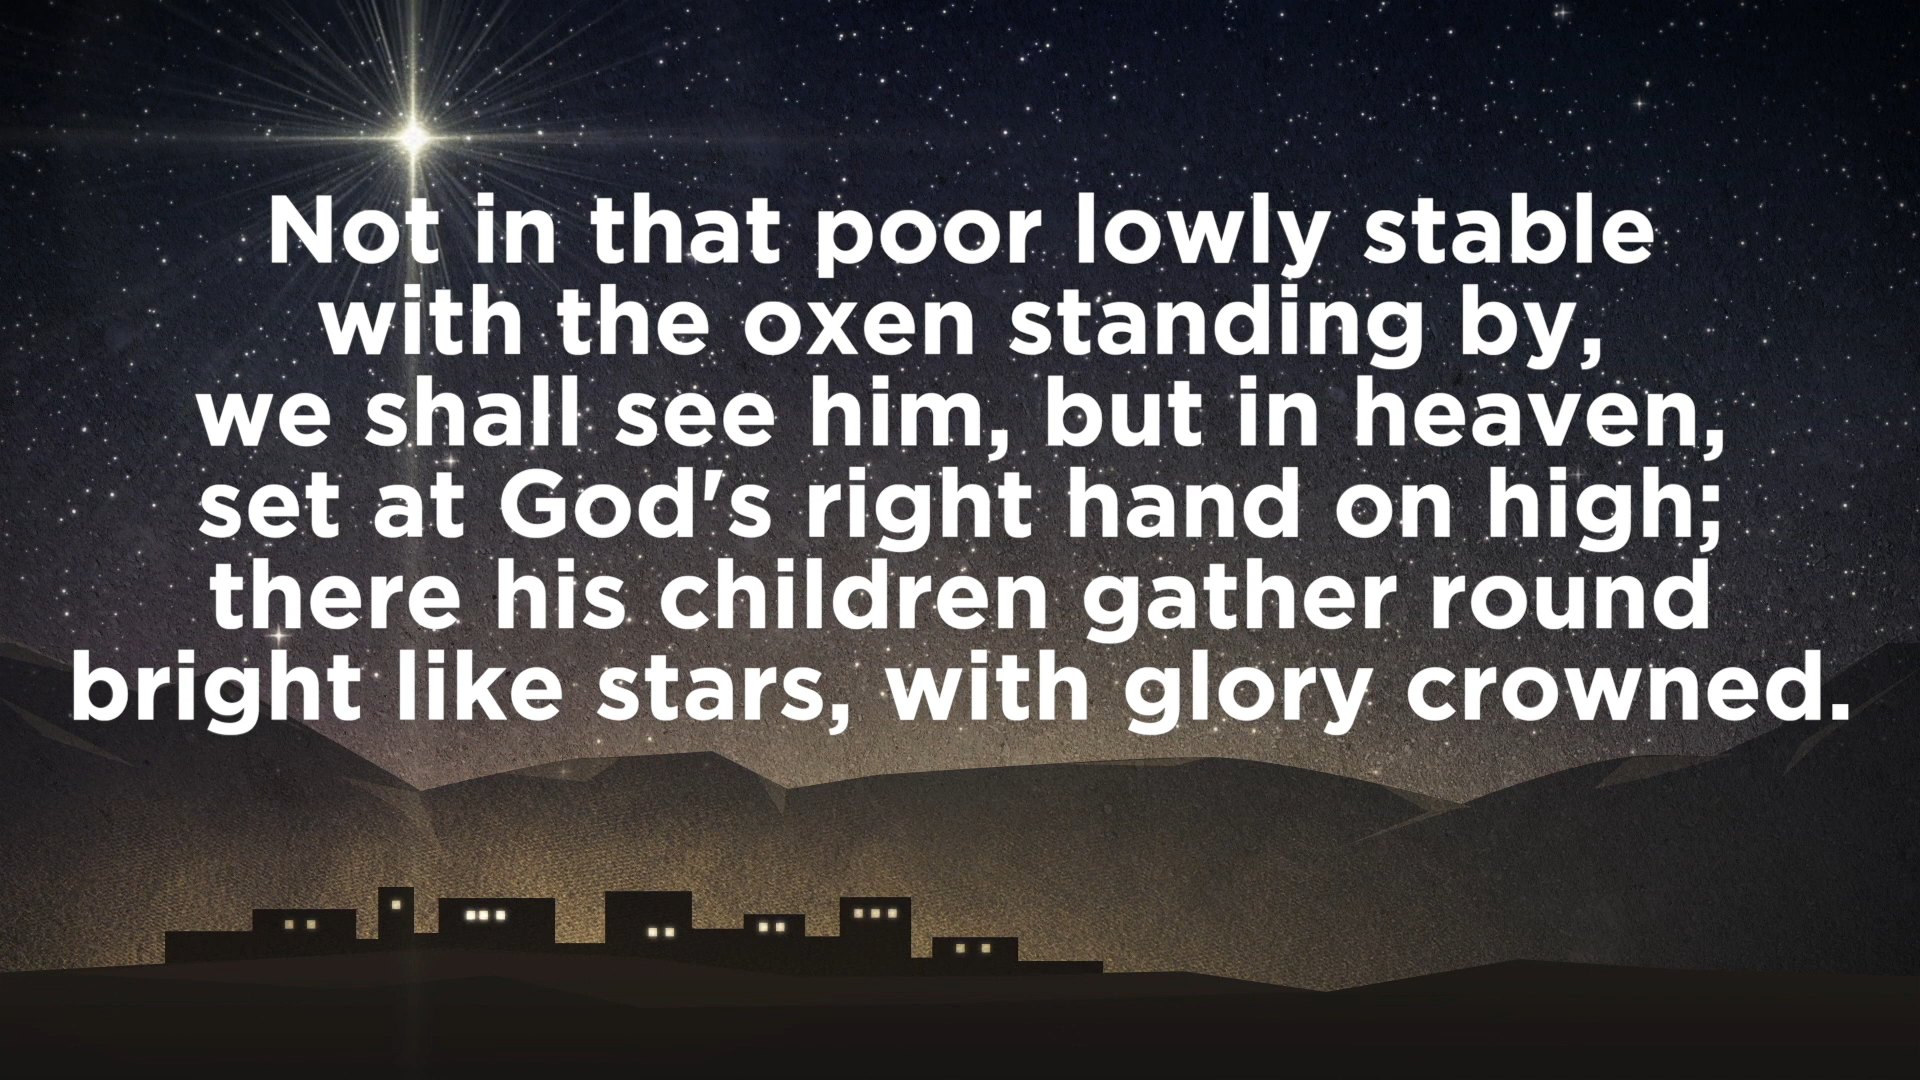 Not in that poor lowly stable
with the oxen standing by,
we shall see him, but in heaven,
set at God's right hand on high;
there his children gather round
bright like stars, with glory crowned.